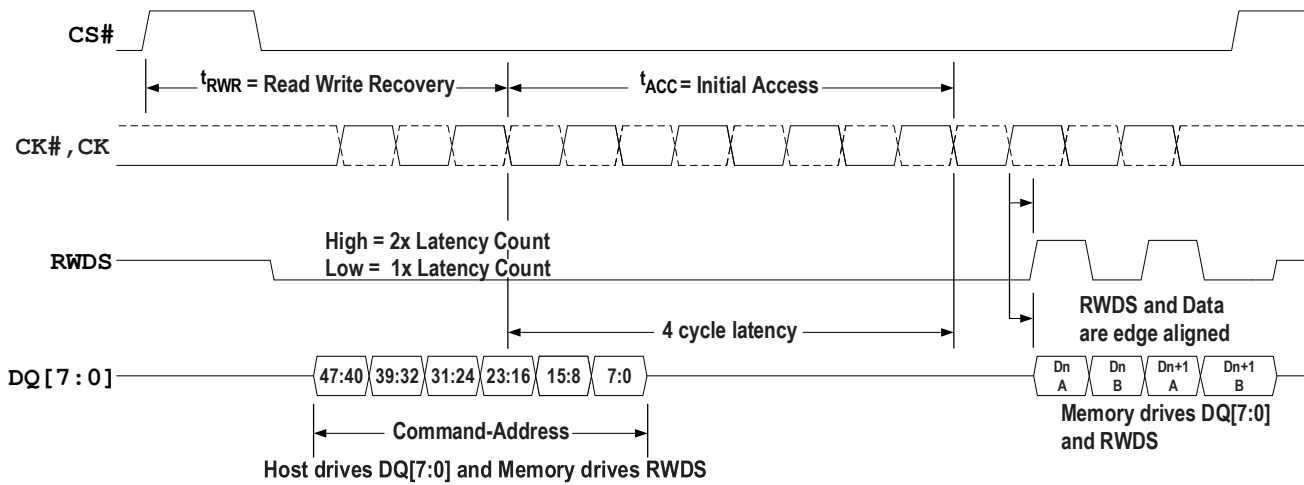 CS#
tRWR = Read Write Recovery
tACC = Initial Access
CK#,CK
High = 2x Latency Count
Low = 1x Latency Count
RWDS
RWDS and Data
are edge aligned
4 cycle latency
DQ[7:0]
47:40 39:32 31:24 23:16 15:8 7:0
Dn Dn Dn+1 Dn+1
A B A B
Command-Address
Memory drives DQ[7:0]
and RWDS
Host drives DQ[7:0] and Memory drives RWDS